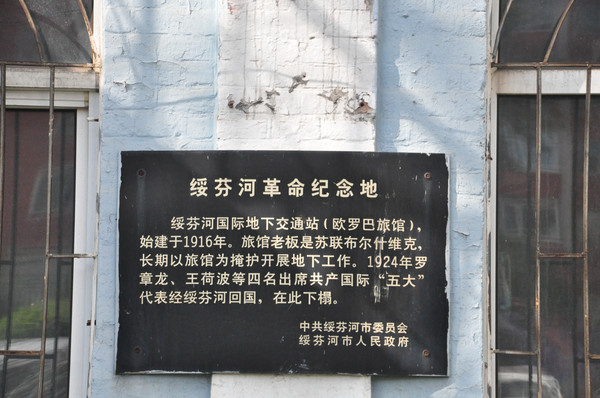 绥芬河革命纪念地
绥芬河国际地下交通站（欧罗巴旅馆），
始建于1916年。旅馆老板是苏联布尔什维克，
长期以旅馆为掩护开展地下工作。1924年罗
章龙、王荷波等四名出席共产国际“五大”
代表经绥芬河回国，在此下榻。
中共绥芬河市委员会
绥芬河市人民政府